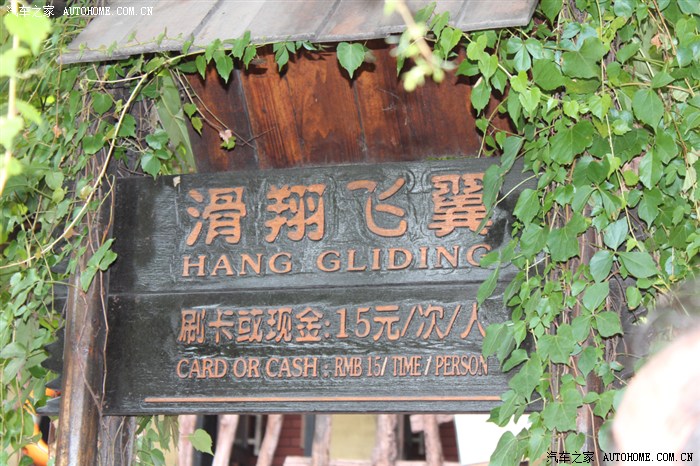 汽车之家 AUTOHOME.COM.CN
滑翔飞翼
HANG GLIDING
刷卡或现金:15元/次/人
CARD OR CASH : RMB 15/ TIME / PERSON
汽车之家 WWW.AUTOHOME.COM.CN